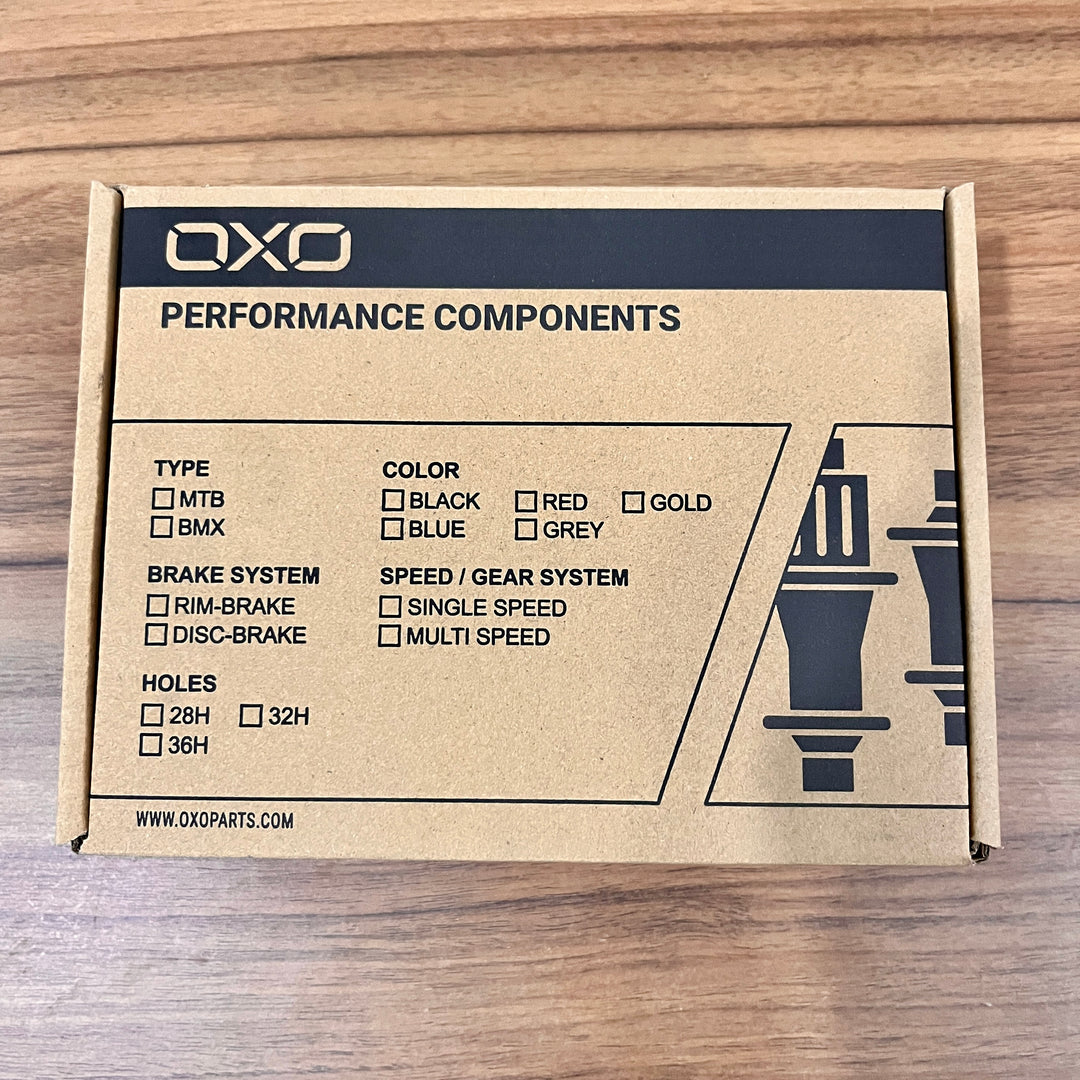 OXO
PERFORMANCE COMPONENTS
TYPE
MTB
BMX
COLOR
BLACK RED GOLD
BLUE GREY
BRAKE SYSTEM
RIM-BRAKE
DISC-BRAKE
SPEED / GEAR SYSTEM
SINGLE SPEED
MULTI SPEED
HOLES
28H 32H
36H
WWW.OXOPARTS.COM